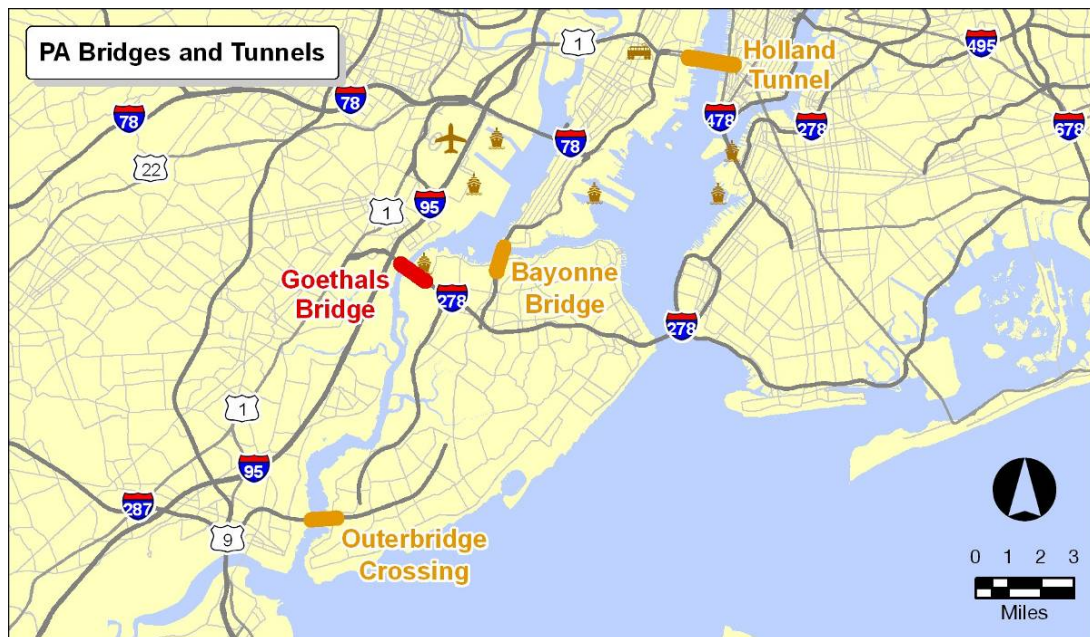 PA Bridges and Tunnels
1
Holland
Tunnel
495
78
78
478
278
678
78
22
95
1
Goethals
Bridge
278
Bayonne
Bridge
278
1
95
287
9
Outerbridge
Crossing
0 1 2 3
Miles